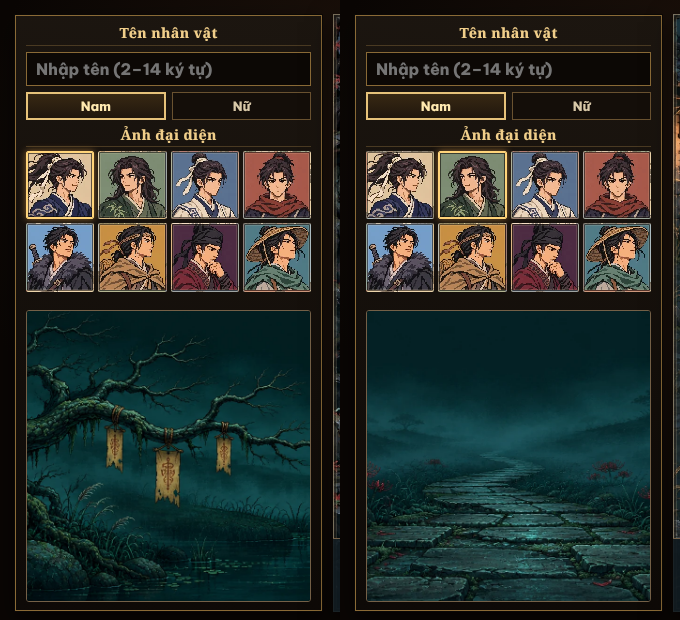 Tên nhân vật
Nhập tên (2–14 ký tự)
Nam
Nữ
Ảnh đại diện
Tên nhân vật
Nhập tên (2–14 ký tự)
Nam
Nữ
Ảnh đại diện